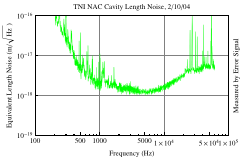 TNI NAC Cavity Length Noise, 2/10/04
Equivalent Length Noise (m/√Hz)
10^-16
10^-17
10^-18
10^-19
100
500
1000
5000
1×10^4
5×10^4
1×10^5
Frequency (Hz)
Measured by Error Signal